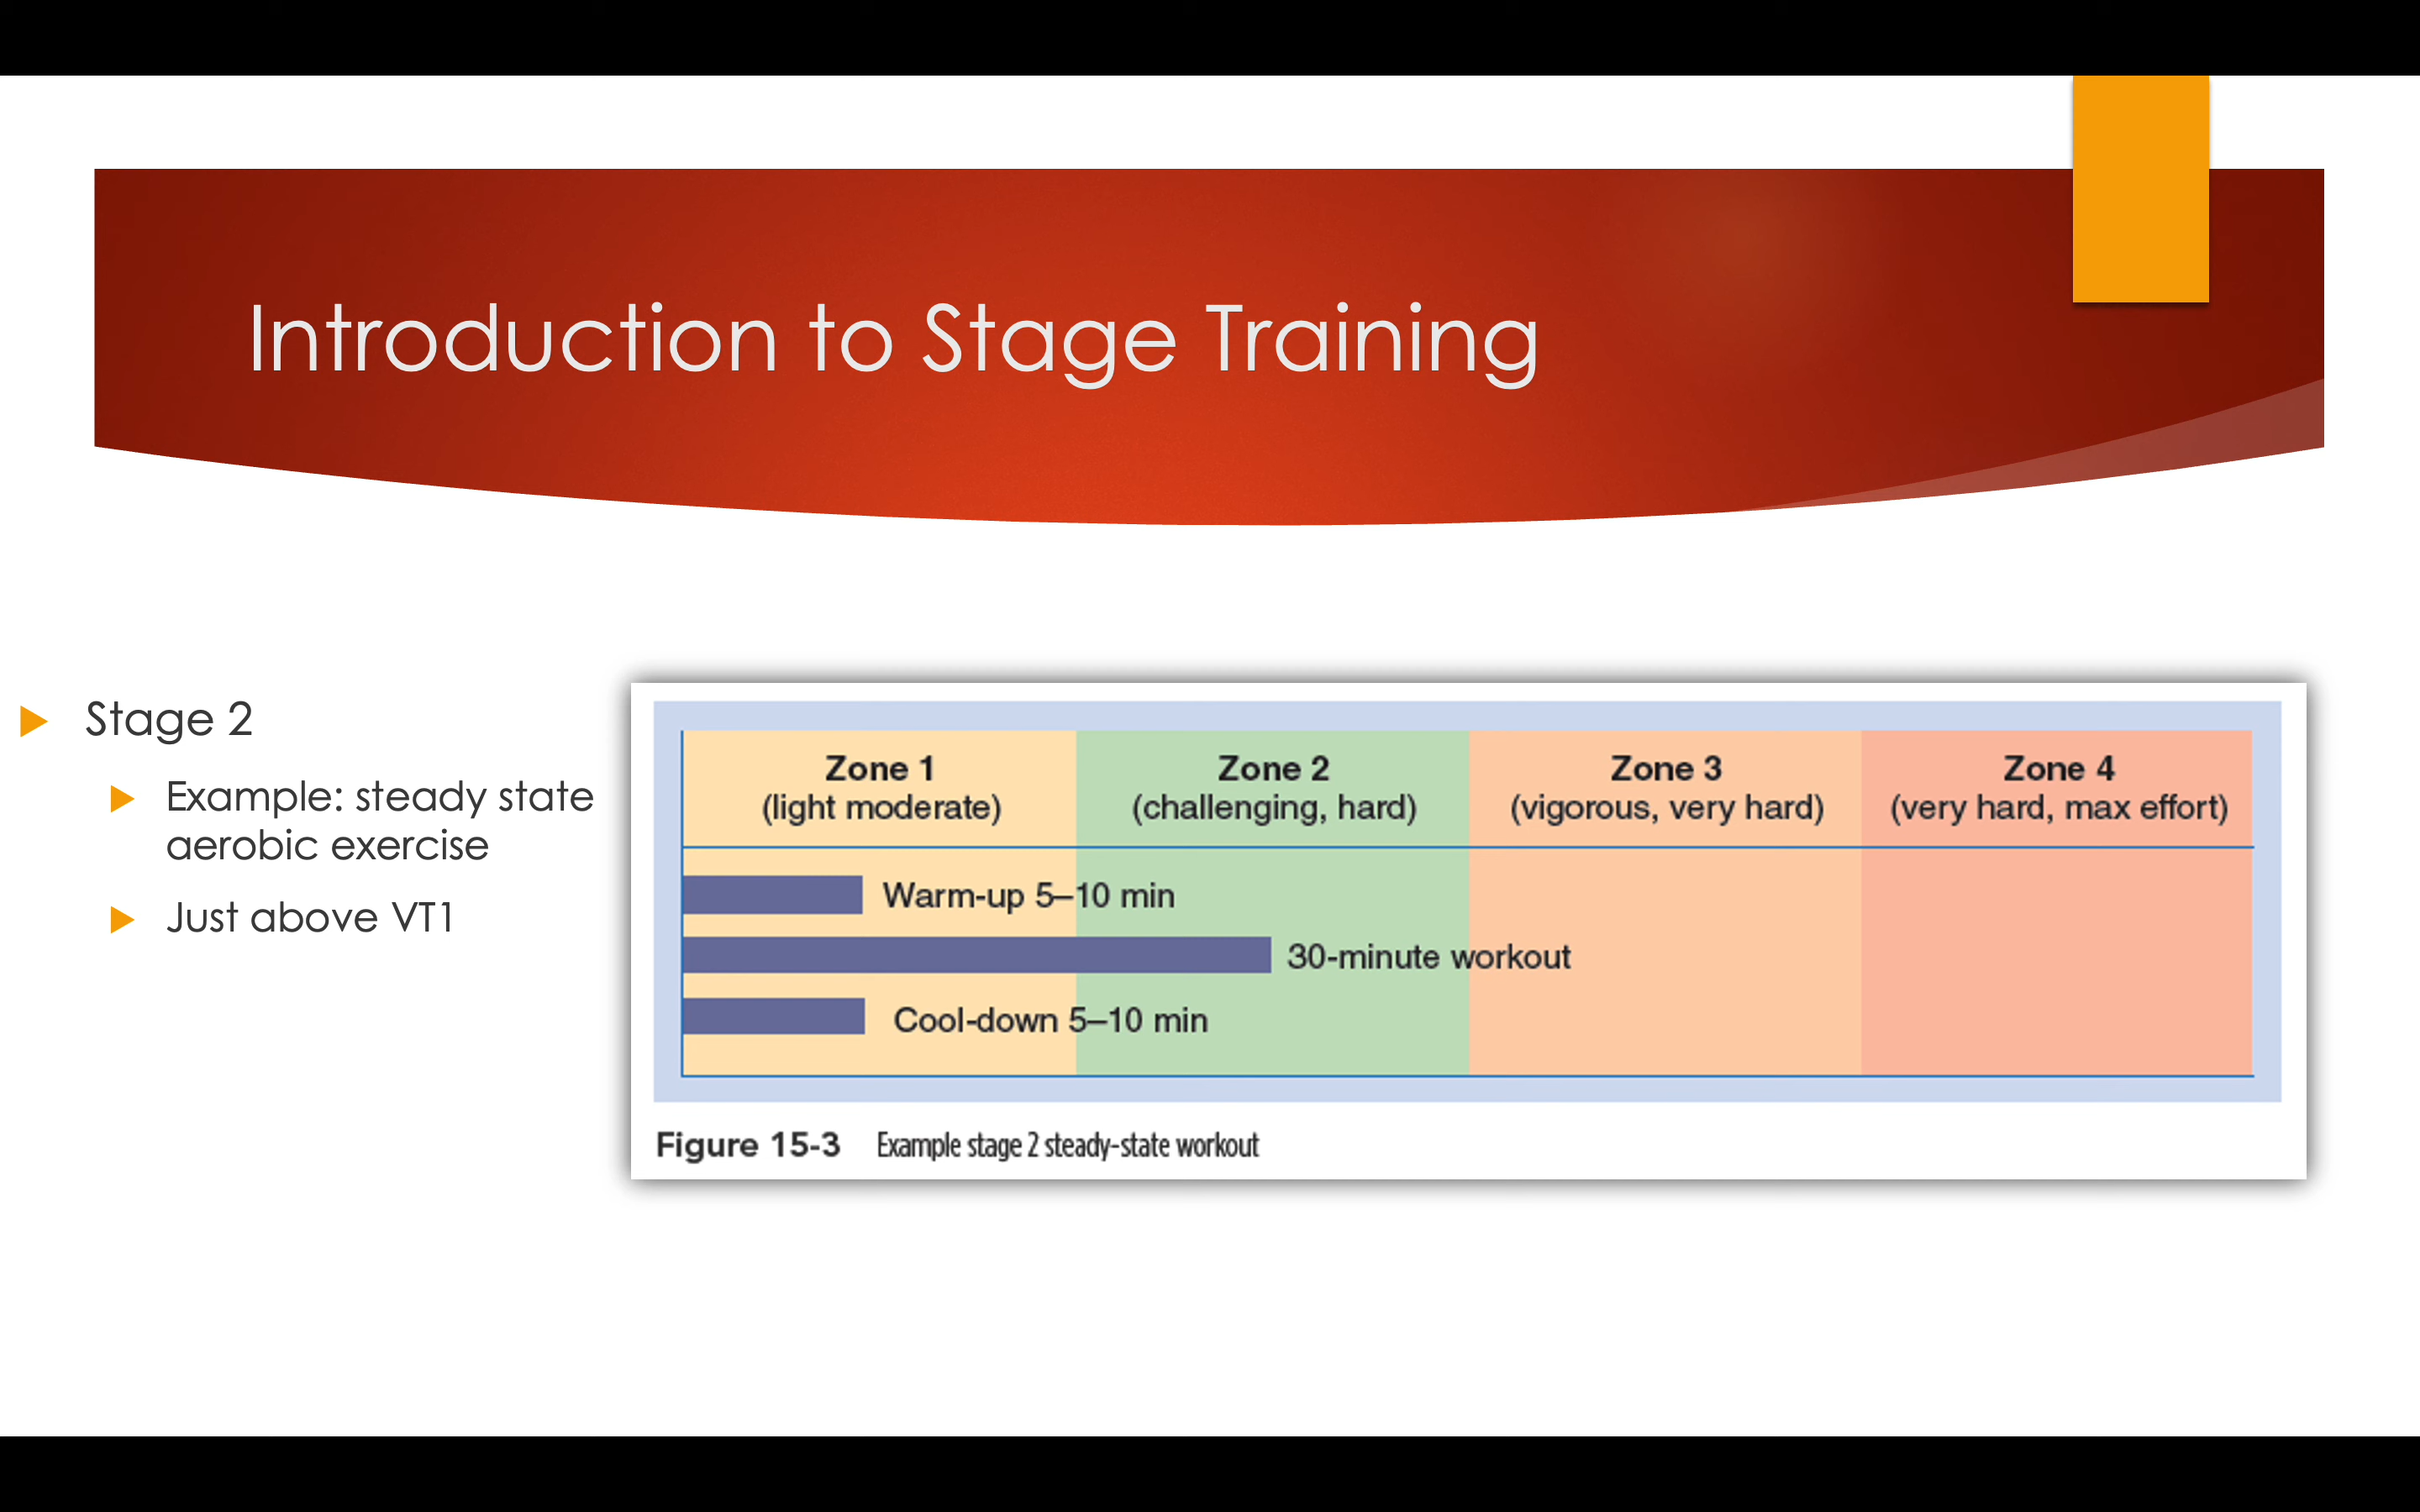 Introduction to Stage Training
Stage 2
Example: steady state
aerobic exercise
Just above VT1
Zone 1
(light moderate)
Zone 2
(challenging, hard)
Zone 3
(vigorous, very hard)
Zone 4
(very hard, max effort)
Warm-up 5–10 min
30-minute workout
Cool-down 5–10 min
Figure 15-3 Example stage 2 steady-state workout